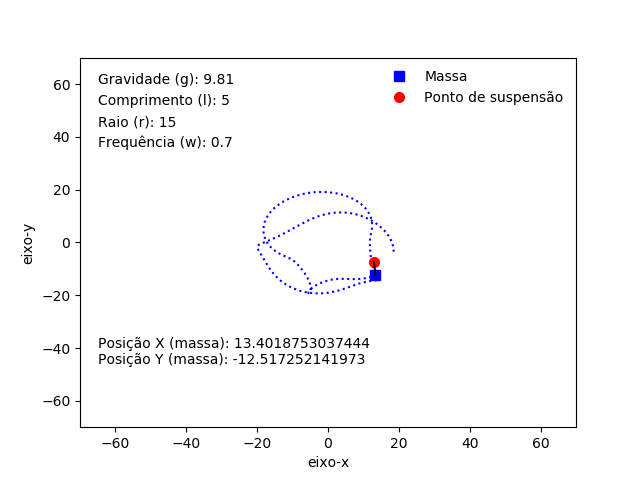 Gravidade (g): 9.81
Comprimento (l): 5
Raio (r): 15
Frequência (w): 0.7
Massa
Ponto de suspensão
60
40
20
0
−20
−40
−60
eixo-y
Posição X (massa): 13.4018753037444
Posição Y (massa): -12.517252141973
−60
−40
−20
0
20
40
60
eixo-x